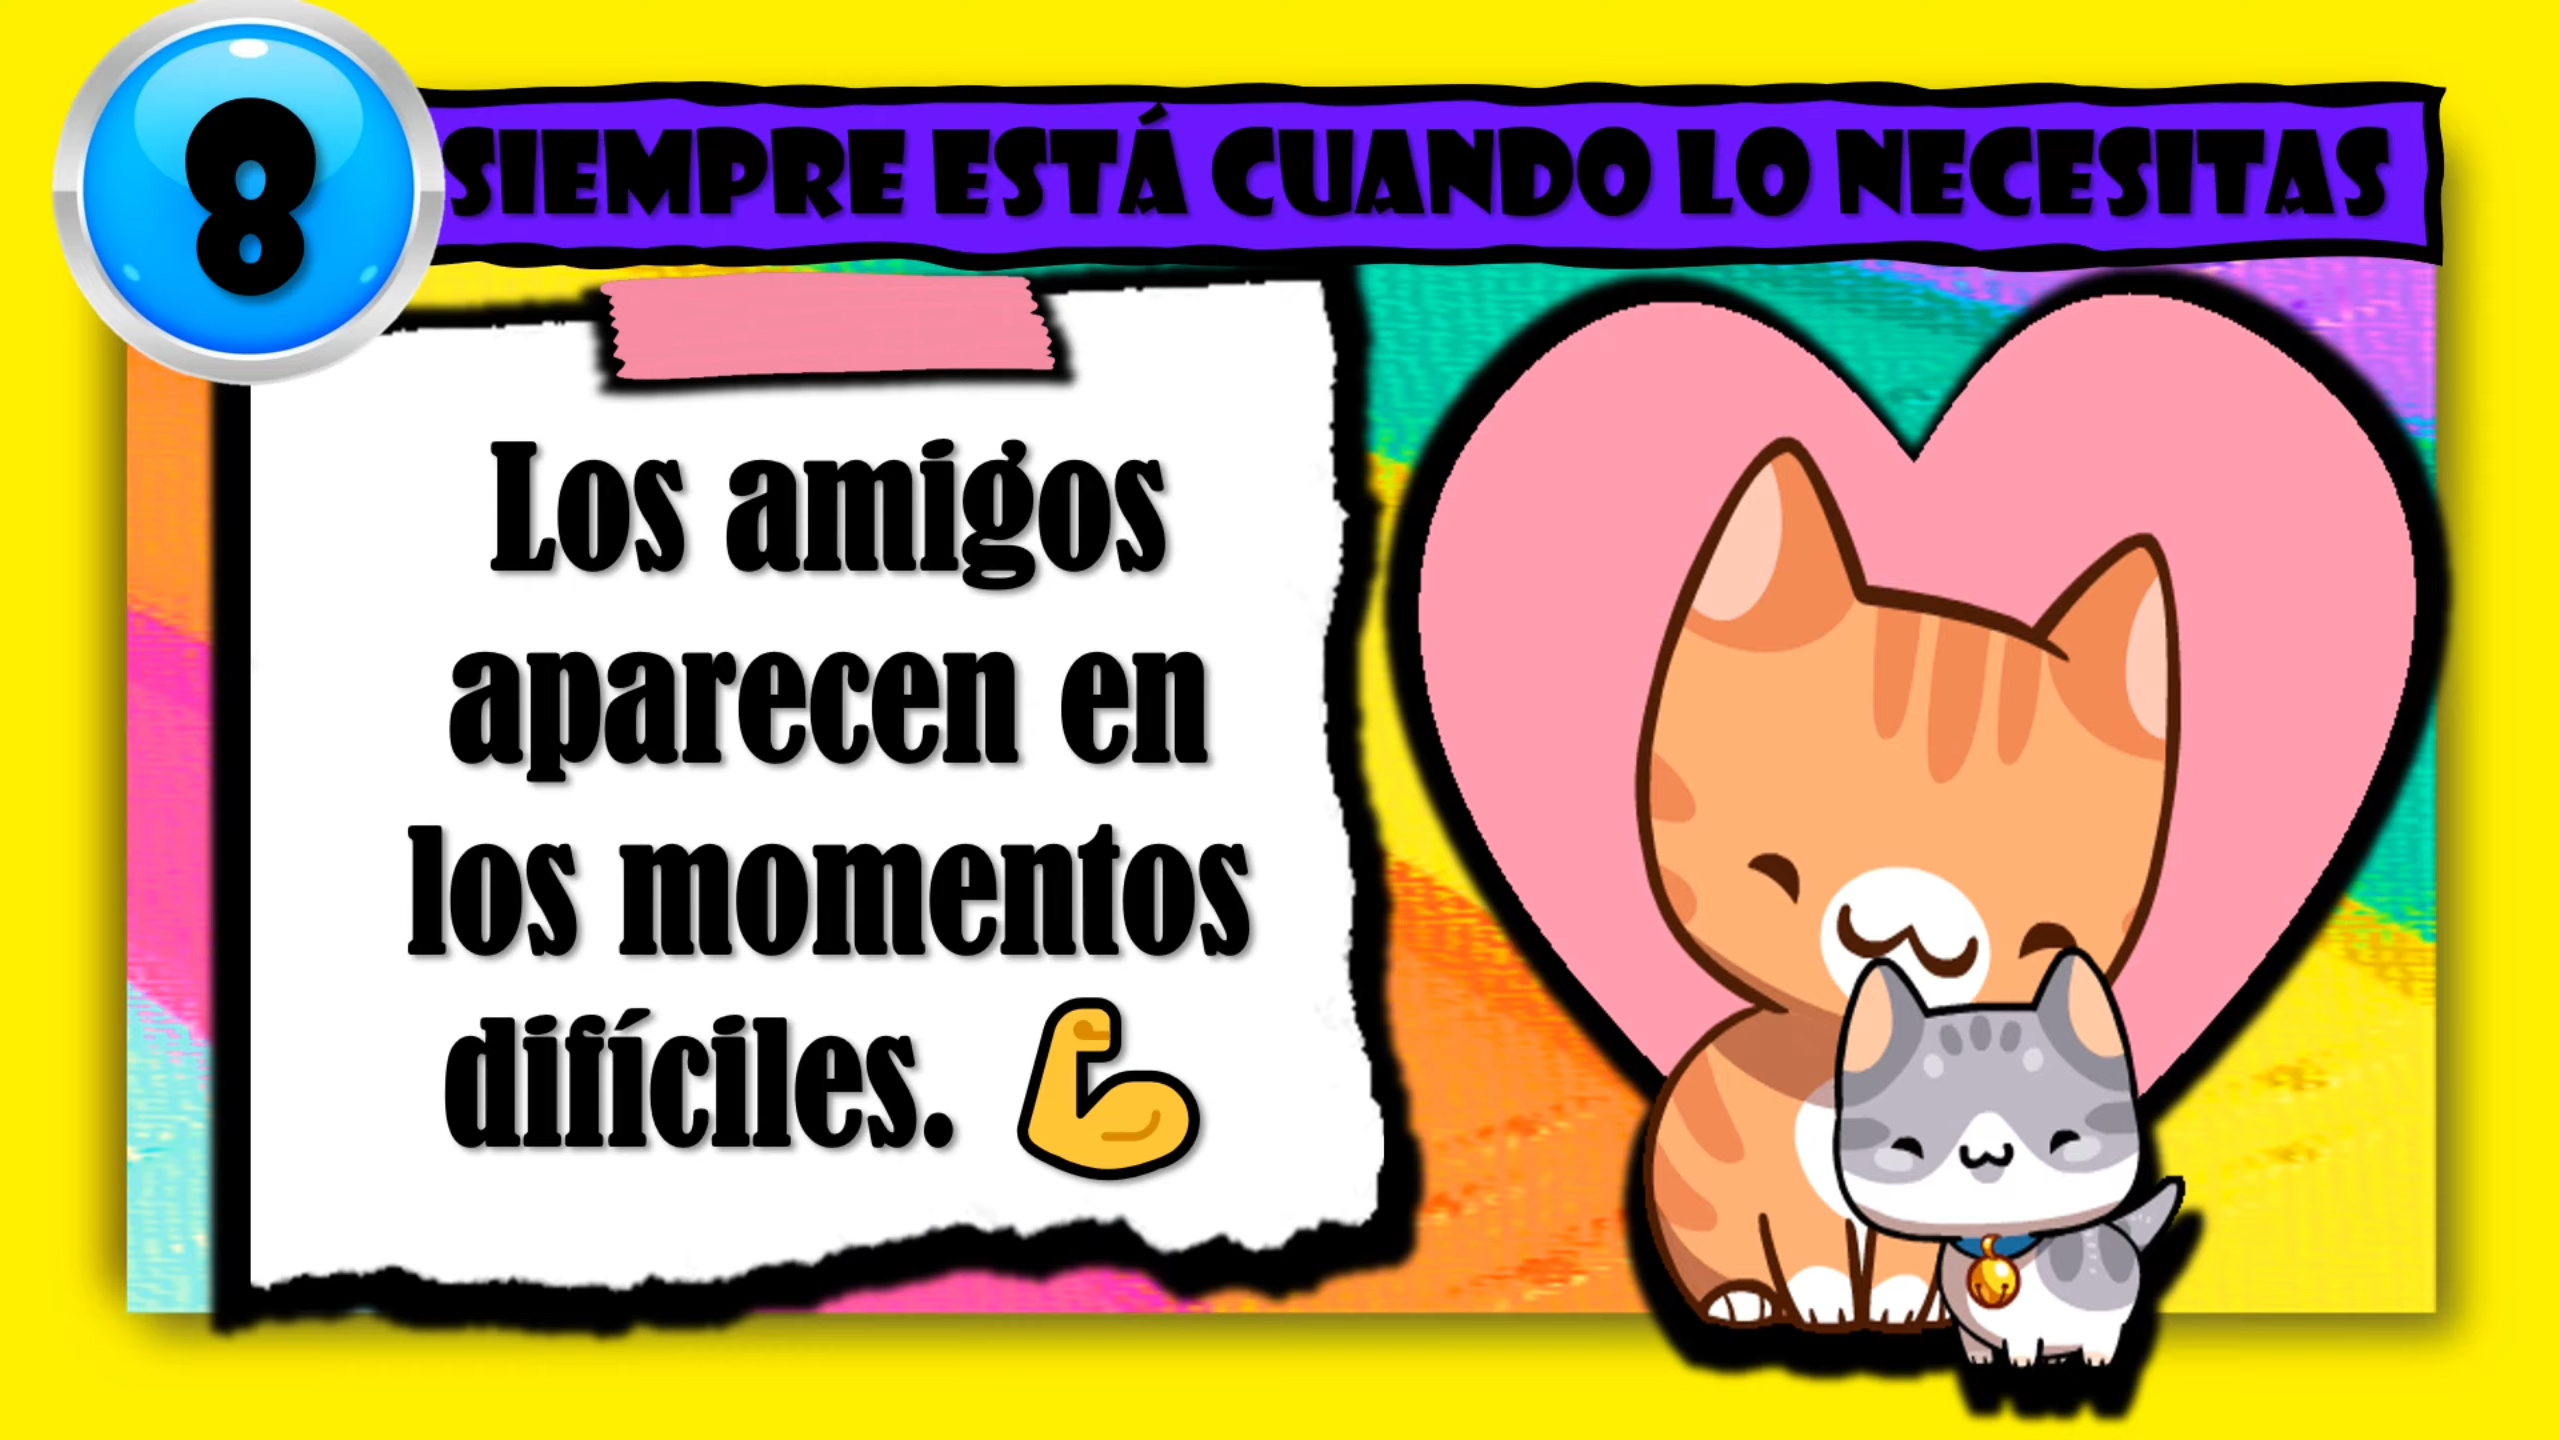 8
SIEMPRE ESTÁ CUANDO LO NECESITAS
Los amigos
aparecen en
los momentos
difíciles. 💪